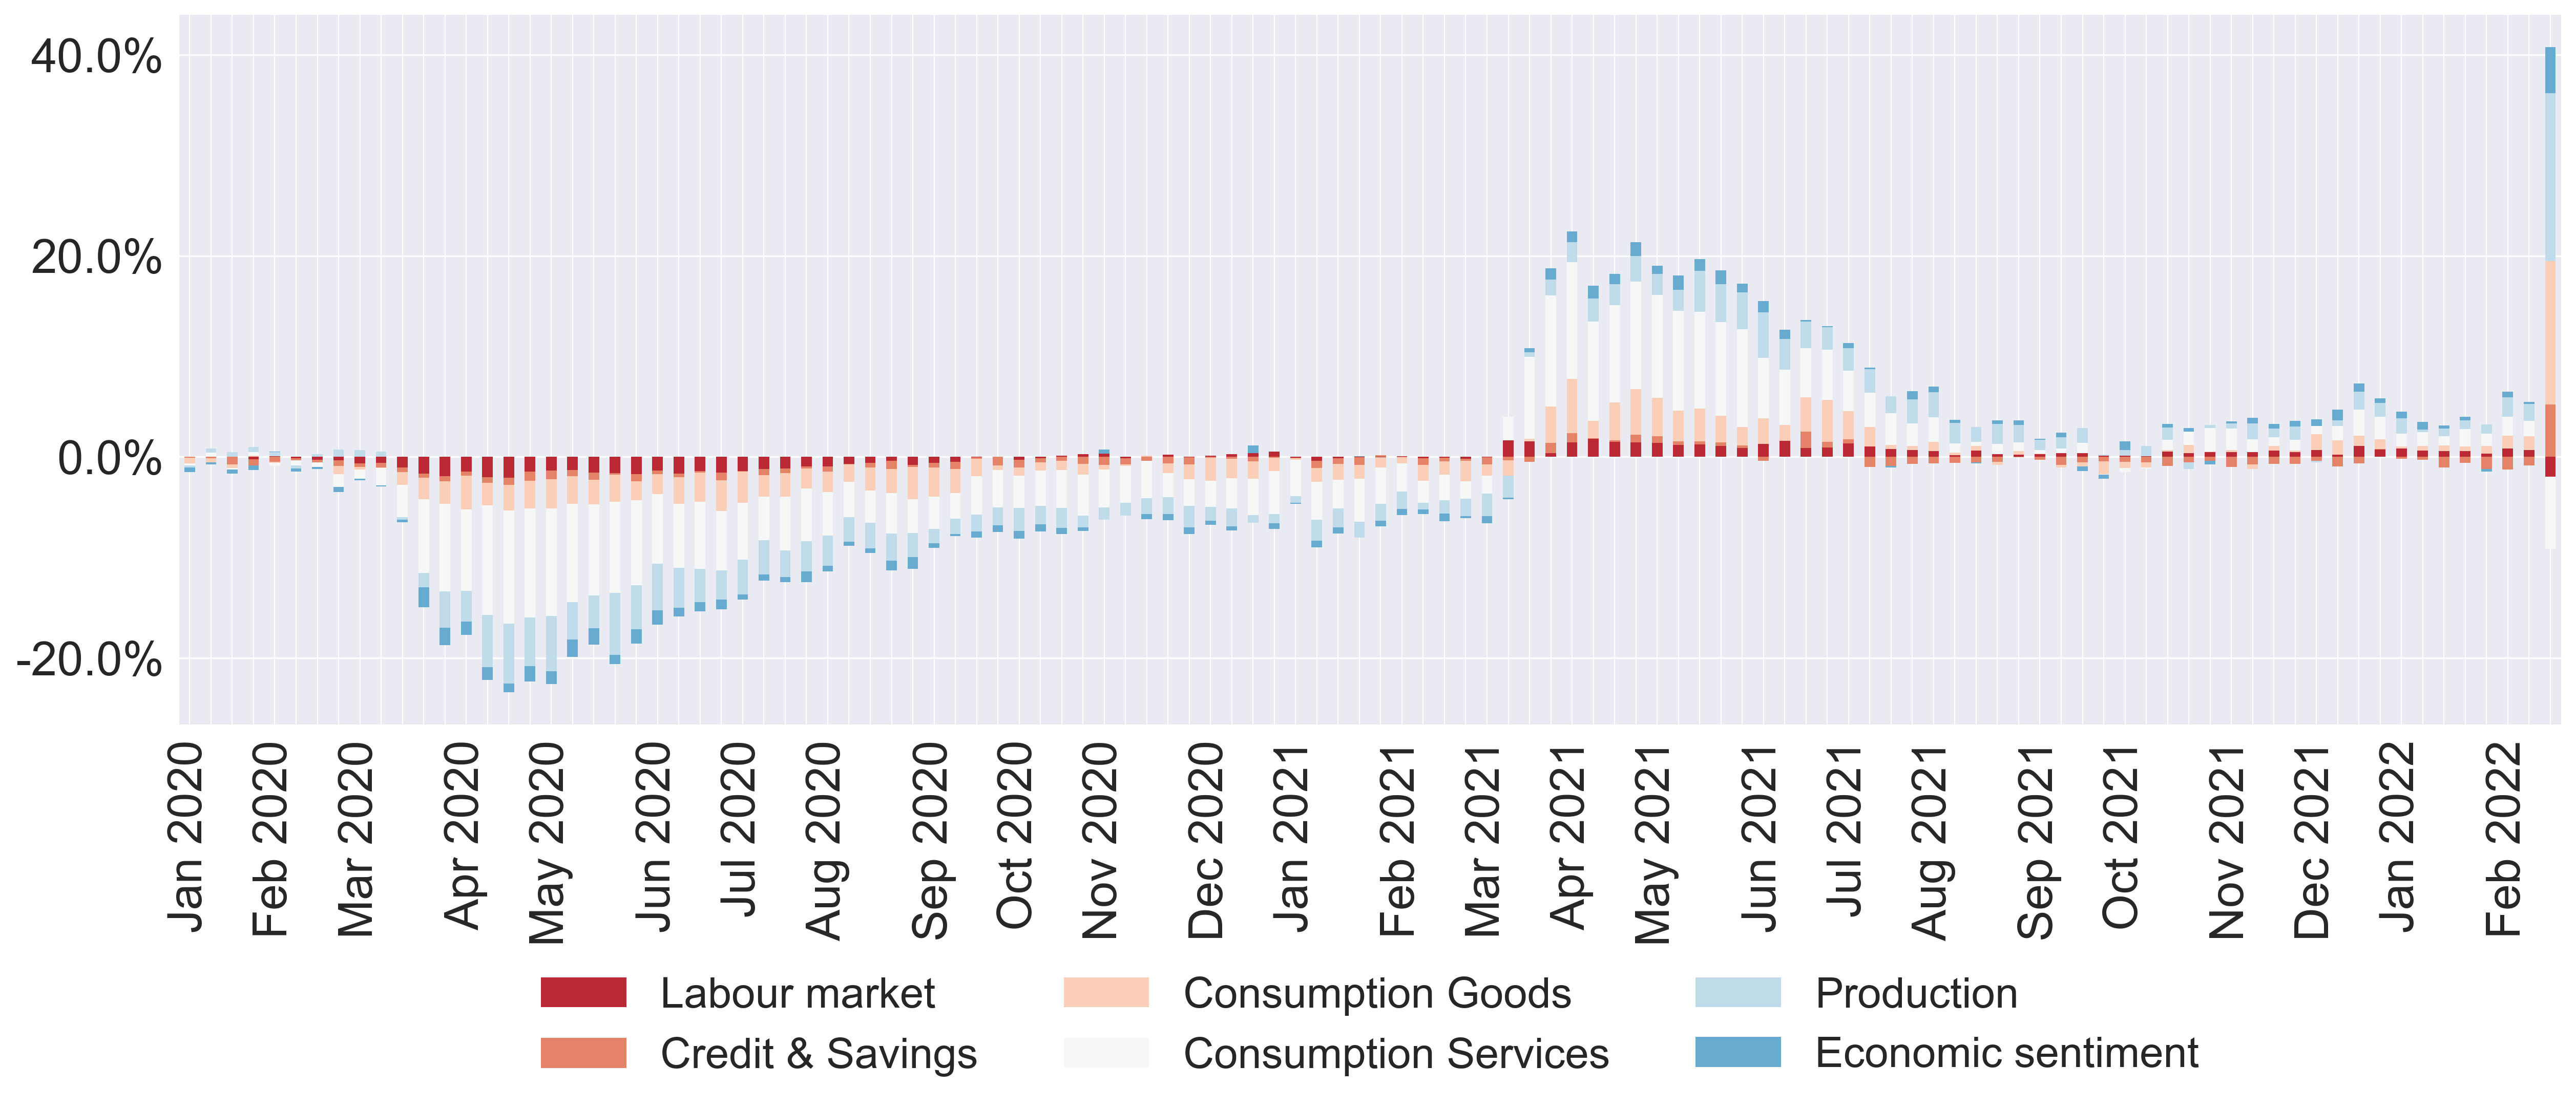 40.0%
20.0%
0.0%
-20.0%
Jan 2020
Feb 2020
Mar 2020
Apr 2020
May 2020
Jun 2020
Jul 2020
Aug 2020
Sep 2020
Oct 2020
Nov 2020
Dec 2020
Jan 2021
Feb 2021
Mar 2021
Apr 2021
May 2021
Jun 2021
Jul 2021
Aug 2021
Sep 2021
Oct 2021
Nov 2021
Dec 2021
Jan 2022
Feb 2022
Labour market
Consumption Goods
Production
Credit & Savings
Consumption Services
Economic sentiment